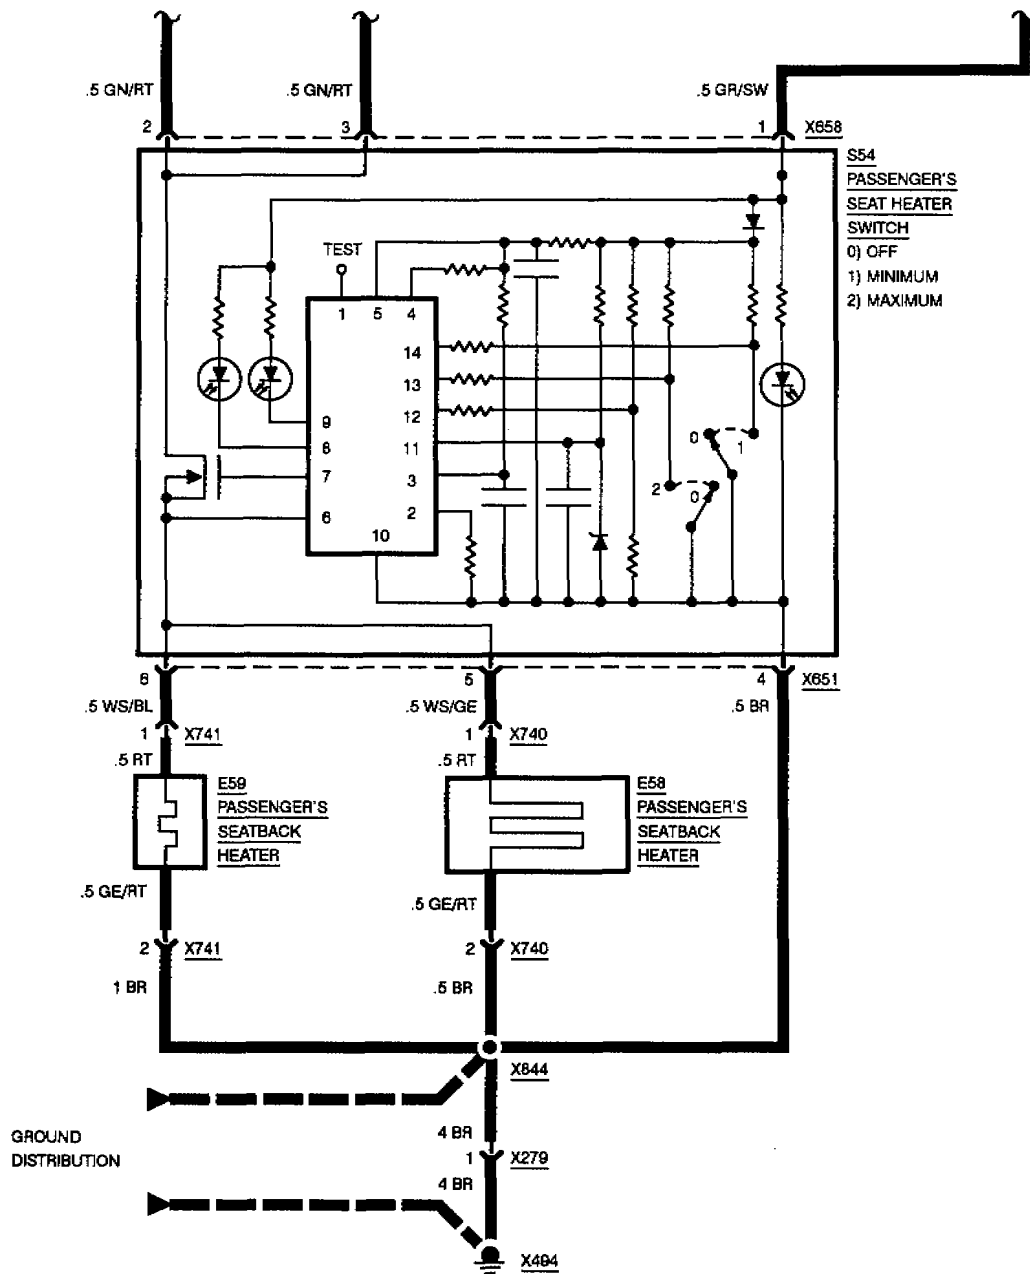 .5 GN/RT
.5 GN/RT
.5 GR/SW
2
3
1
X658
S54
PASSENGER'S
SEAT HEATER
SWITCH
0) OFF
1) MINIMUM
2) MAXIMUM
TEST
1
5
4
14
13
12
11
3
2
10
9
8
7
6
0
1
2
0
6
5
4
X651
.5 WS/BL
.5 WS/GE
.5 BR
1
X741
1
X740
.5 RT
.5 RT
E59
PASSENGER'S
SEATBACK
HEATER
E58
PASSENGER'S
SEATBACK
HEATER
.5 GE/RT
.5 GE/RT
2
X741
2
X740
1 BR
.5 BR
X844
GROUND
DISTRIBUTION
4 BR
1
X279
4 BR
X494